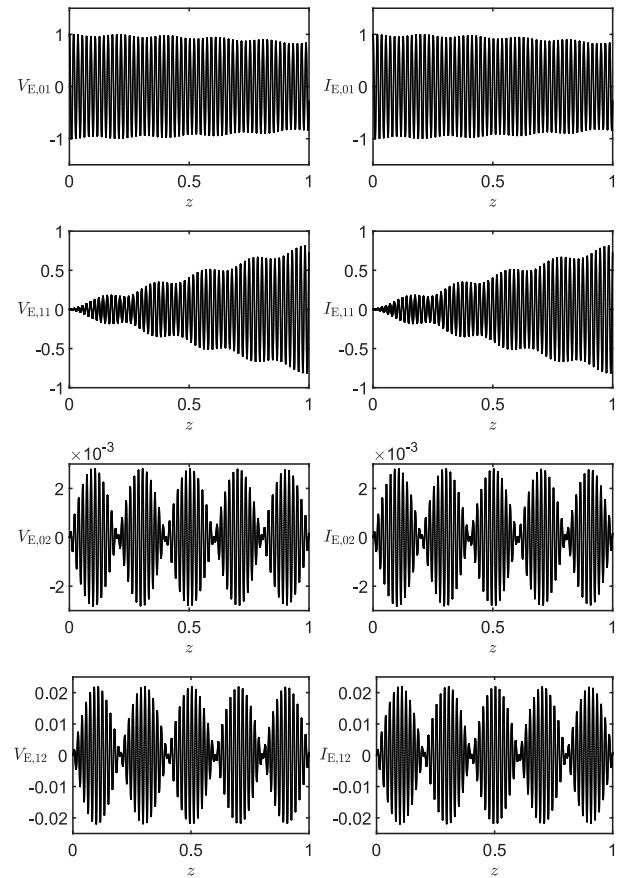 1
V_E,01 0
-1
0 0.5 1
z
1
I_E,01 0
-1
0 0.5 1
z
1
0.5
V_E,11 0
-0.5
-1
0 0.5 1
z
1
0.5
I_E,11 0
-0.5
-1
0 0.5 1
z
×10⁻³
2
V_E,02 0
-2
0 0.5 1
z
×10⁻³
2
I_E,02 0
-2
0 0.5 1
z
0.02
0.01
V_E,12 0
-0.01
-0.02
0 0.5 1
z
0.02
0.01
I_E,12 0
-0.01
-0.02
0 0.5 1
z